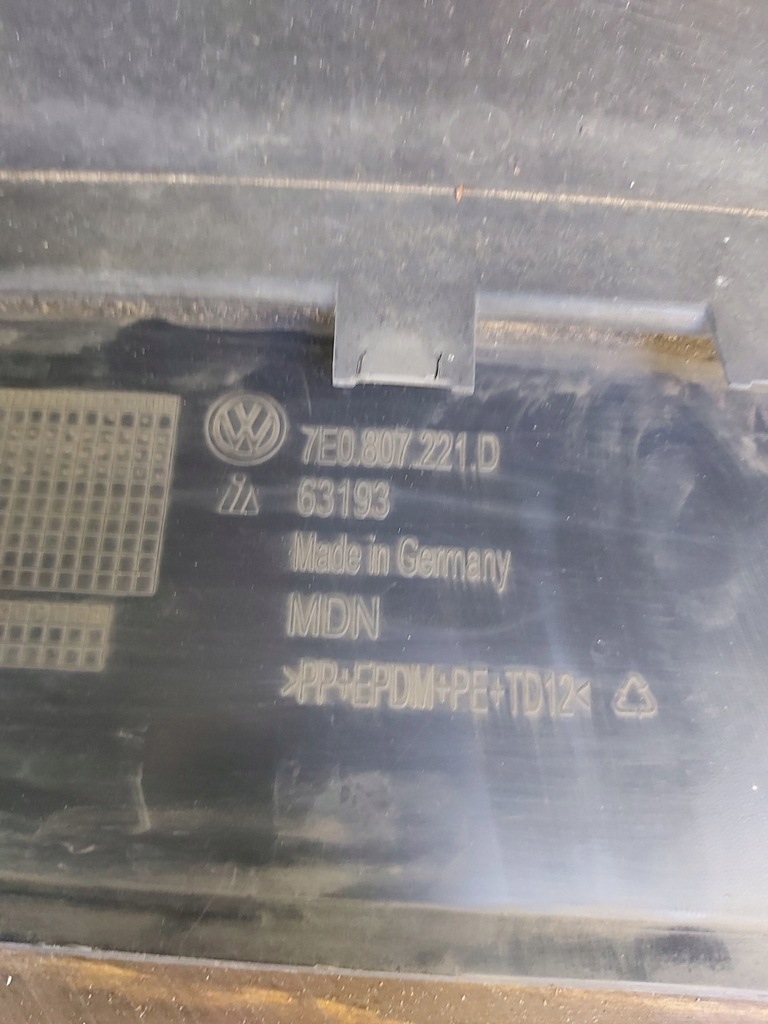 7E0.807.221.D
63193
Made in Germany
MDN
>PP+EPDM+PE+TD12<